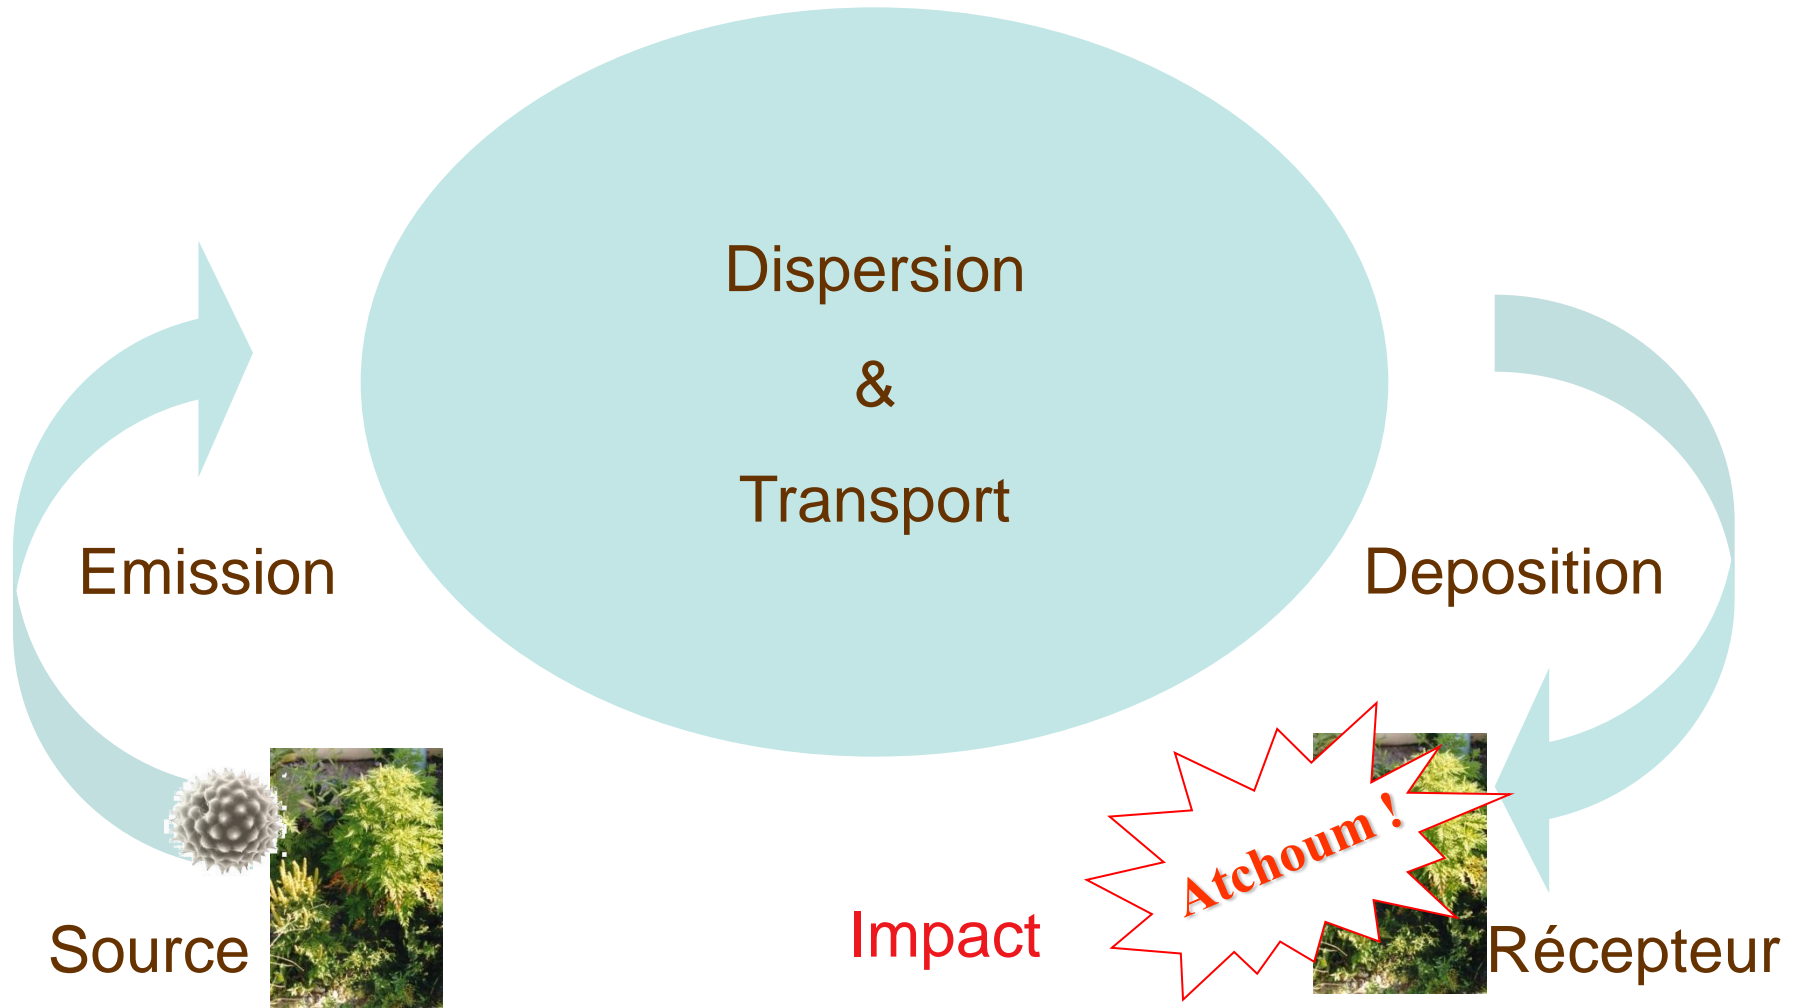 Dispersion
&
Transport
Emission
Deposition
Atchoum !
Source
Impact
Récepteur